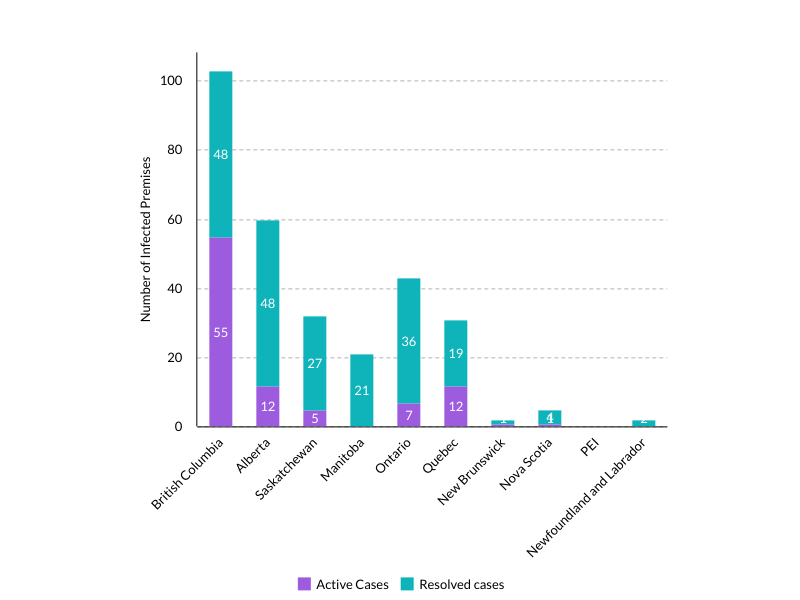 Number of Infected Premises
100
80
60
40
20
0
48
55
48
12
27
5
21
36
7
19
12
4
2
British Columbia
Alberta
Saskatchewan
Manitoba
Ontario
Quebec
New Brunswick
Nova Scotia
PEI
Newfoundland and Labrador
Active Cases Resolved cases